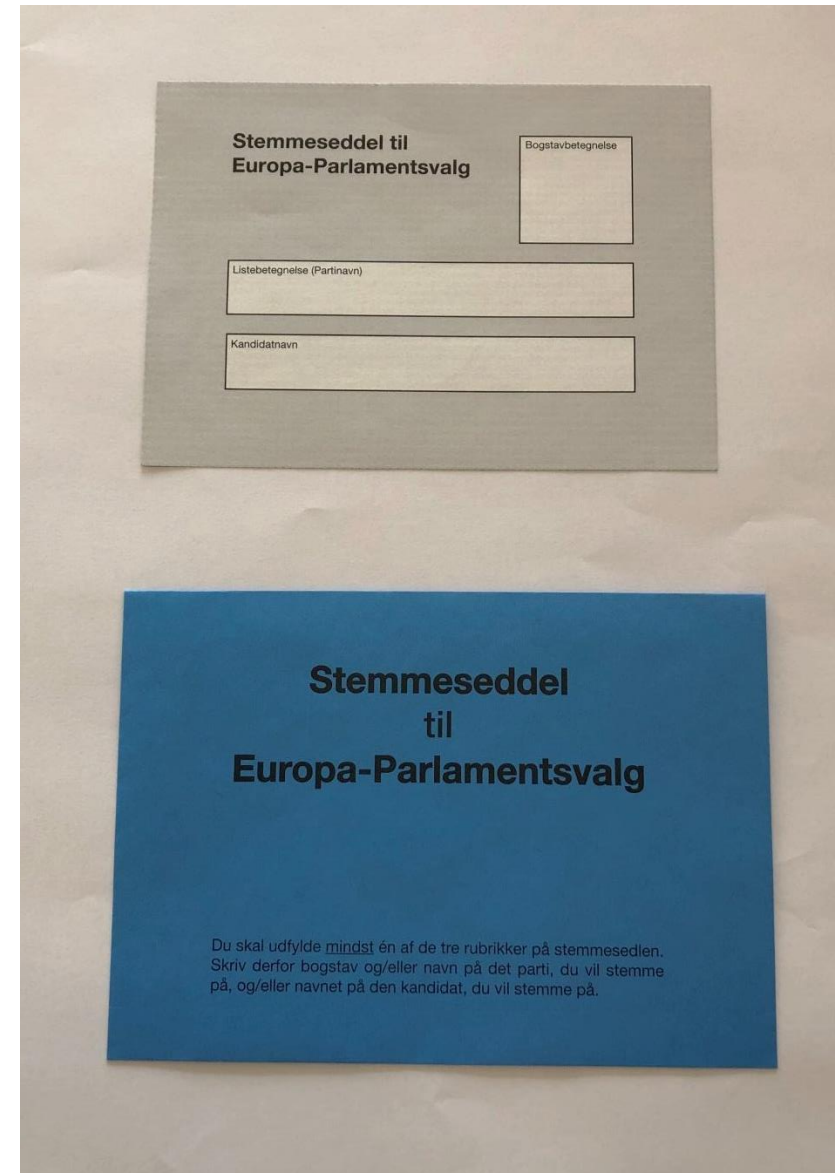 Stemmeseddel til
Europa-Parlamentsvalg
Bogstavbetegnelse
Listebetegnelse (Partinavn)
Kandidatnavn
Stemmeseddel
til
Europa-Parlamentsvalg
Du skal udfylde mindst én af de tre rubrikker på stemmesedlen.
Skriv derfor bogstav og/eller navn på det parti, du vil stemme
på, og/eller navnet på den kandidat, du vil stemme på.